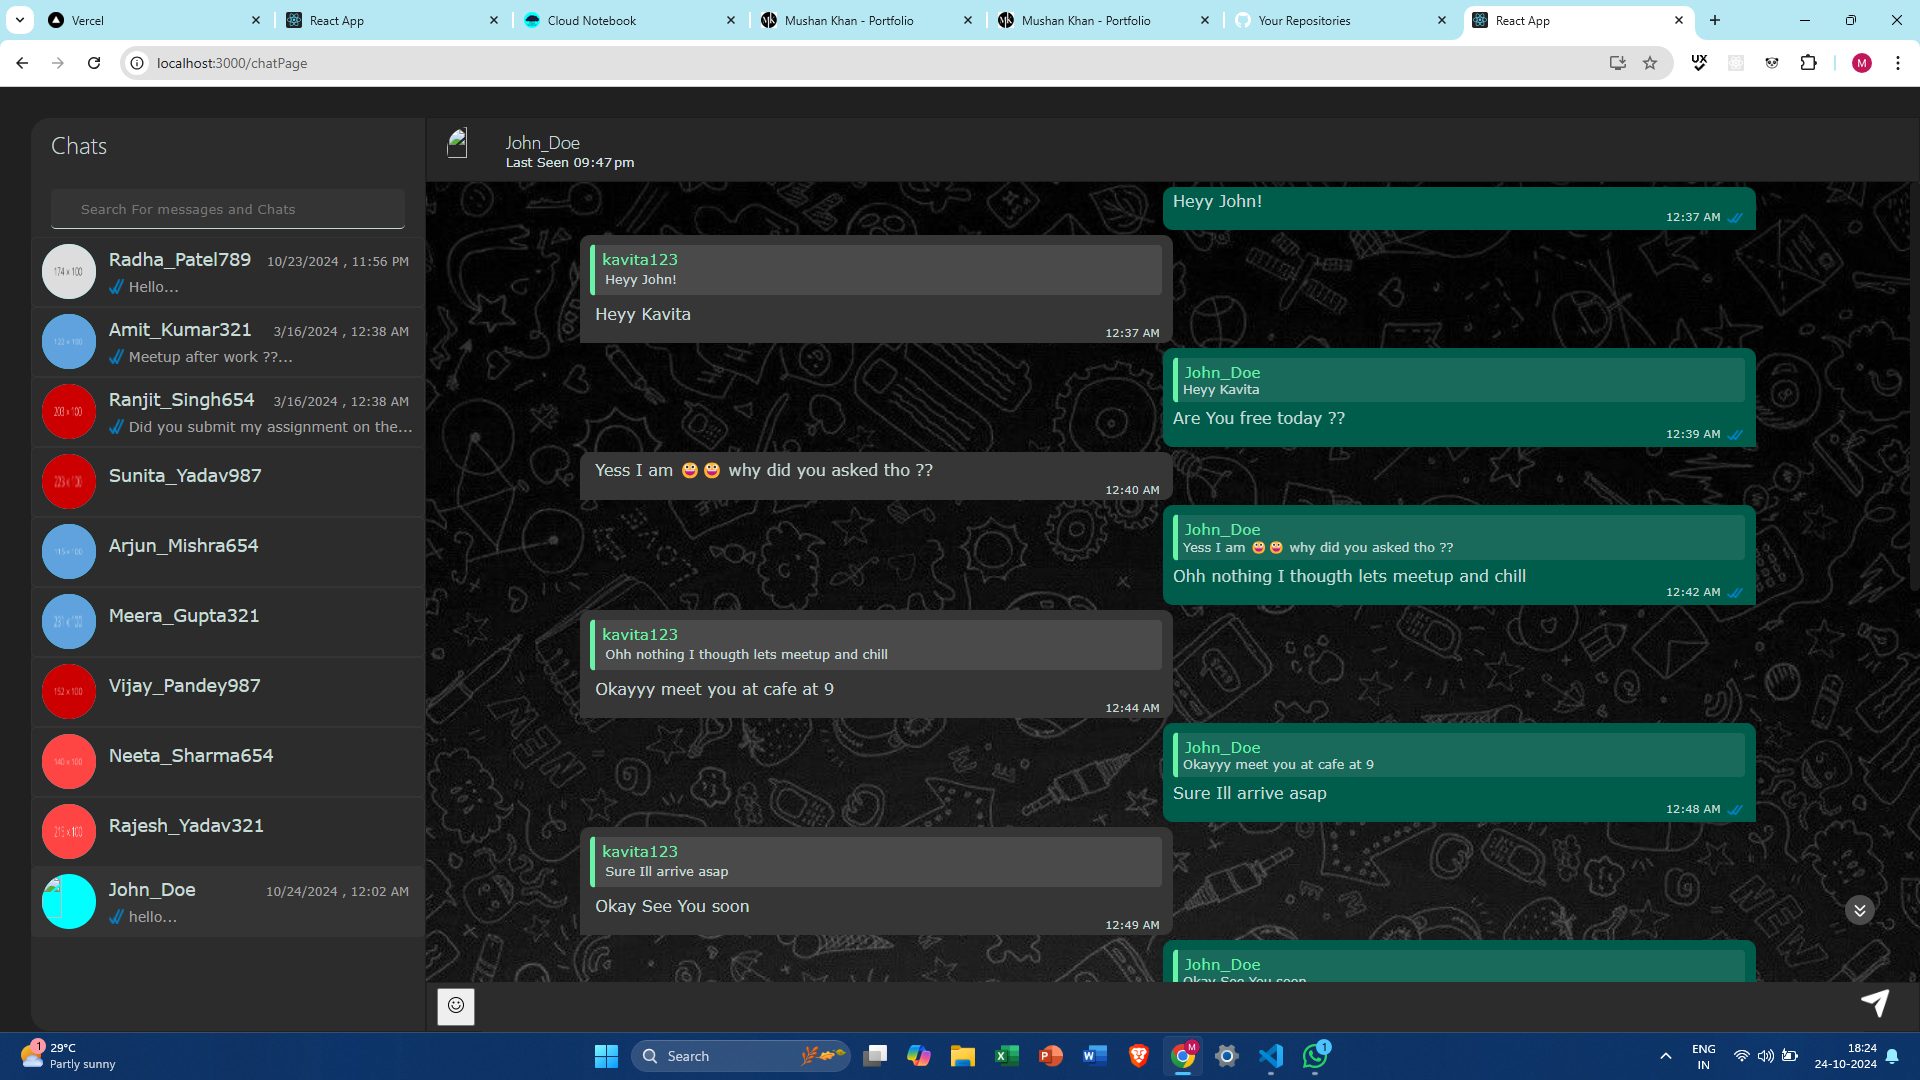 Vercel
React App
Cloud Notebook
Mushan Khan - Portfolio
Mushan Khan - Portfolio
Your Repositories
React App
localhost:3000/chatPage
UX
M
Chats
Search For messages and Chats
174 x 100
Radha_Patel789
10/23/2024 , 11:56 PM
Hello...
Amit_Kumar321
3/16/2024 , 12:38 AM
Meetup after work ??...
203 x 100
Ranjit_Singh654
3/16/2024 , 12:38 AM
Did you submit my assignment on the...
Sunita_Yadav987
Arjun_Mishra654
Meera_Gupta321
152 x 100
Vijay_Pandey987
140 x 100
Neeta_Sharma654
215 x 100
Rajesh_Yadav321
John_Doe
10/24/2024 , 12:02 AM
hello...
John_Doe
Last Seen 09:47 pm
Heyy John!
12:37 AM
kavita123
Heyy John!
Heyy Kavita
12:37 AM
John_Doe
Heyy Kavita
Are You free today ??
12:39 AM
Yess I am 😀😀 why did you asked tho ??
12:40 AM
John_Doe
Yess I am 😀😀 why did you asked tho ??
Ohh nothing I thougth lets meetup and chill
12:42 AM
kavita123
Ohh nothing I thougth lets meetup and chill
Okayyy meet you at cafe at 9
12:44 AM
John_Doe
Okayyy meet you at cafe at 9
Sure Ill arrive asap
12:48 AM
kavita123
Sure Ill arrive asap
Okay See You soon
12:49 AM
John_Doe
Okay See You soon
1
29°C
Partly sunny
Search
M
1
ENG
IN
18:24
24-10-2024